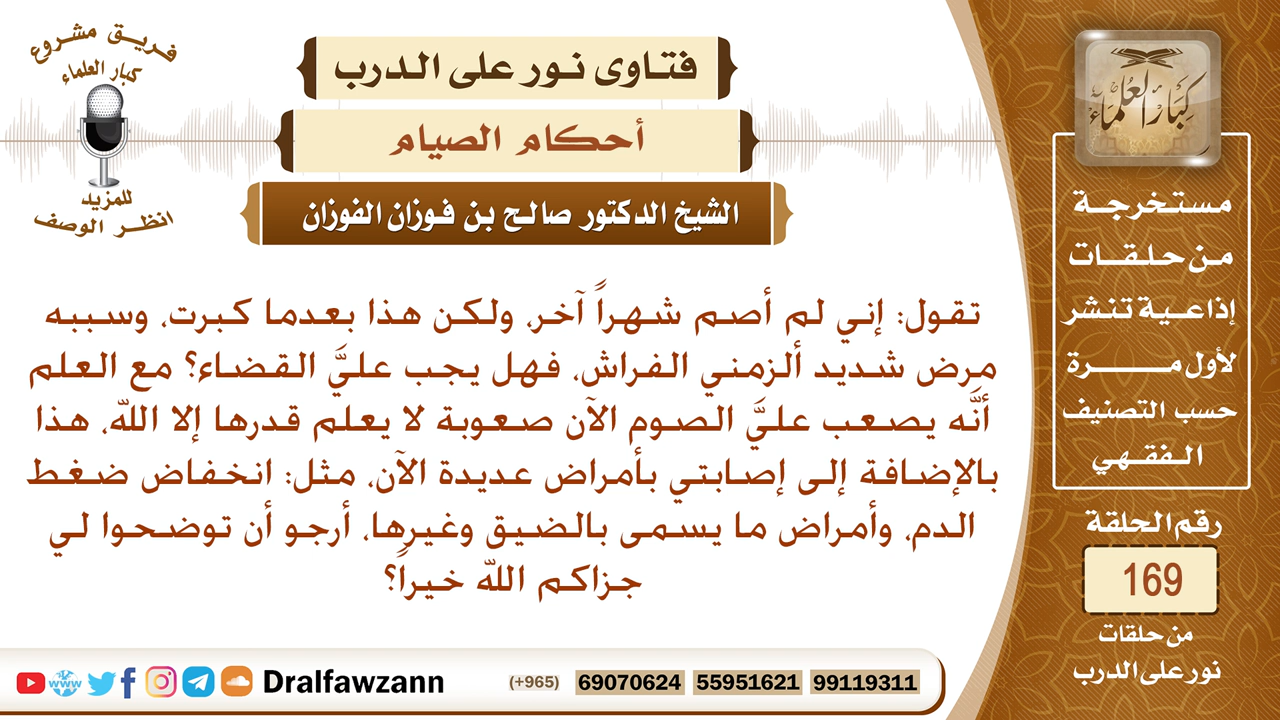 فريق مشروع
كبار العلماء
للمزيد
انظر الوصف
فتاوى نور على الدرب
أحكام الصيام
الشيخ الدكتور صالح بن فوزان الفوزان
تقول: إني لم أصم شهراً آخر، ولكن هذا بعدما كبرت، وسببه
مرض شديد ألزمني الفراش، فهل يجب عليَّ القضاء؟ مع العلم
أنَّه يصعب عليَّ الصوم الآن صعوبة لا يعلم قدرها إلا الله، هذا
بالإضافة إلى إصابتي بأمراض عديدة الآن، مثل: انخفاض ضغط
الدم، وأمراض ما يسمى بالضيق وغيرها، أرجو أن توضحوا لي
جزاكم الله خيراً؟
كبار العلماء
مستخرجة
من حلقات
إذاعية تنشر
لأول مرة
حسب التصنيف
الفقهي
رقم الحلقة
169
من حلقات
نور على الدرب
www
Dralfawzann
(+965) 69070624 55951621 99119311